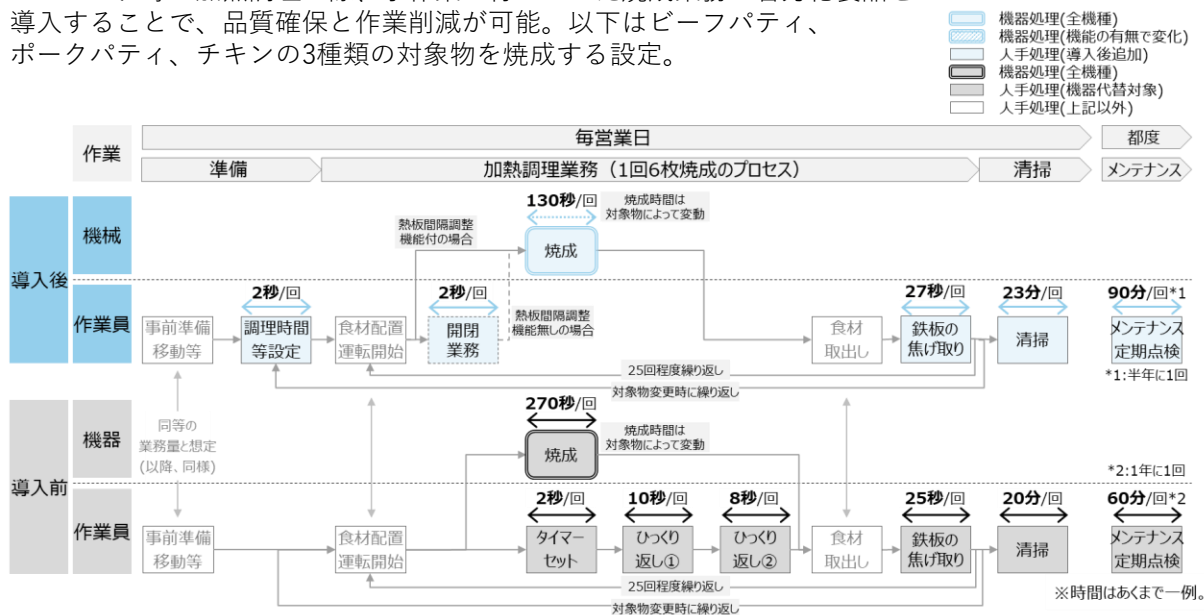 導入することで、品質確保と作業削減が可能。以下はビーフパティ、
ポークパティ、チキンの3種類の対象物を焼成する設定。
機器処理(全機種)
機器処理(機能の有無で変化)
人手処理(導入後追加)
機器処理(全機種)
人手処理(機器代替対象)
人手処理(上記以外)
作業
毎営業日
都度
準備
加熱調理業務（1回6枚焼成のプロセス）
清掃
メンテナンス
導入後
機械
熱板間隔調整
機能付の場合
130秒/回
焼成時間は
対象物によって変動
焼成
作業員
事前準備
移動等
2秒/回
調理時間
等設定
食材配置
運転開始
2秒/回
開閉
業務
熱板間隔調整
機能無しの場合
食材
取出し
27秒/回
鉄板の
焦げ取り
23分/回
清掃
90分/回*1
メンテナンス
定期点検
*1:半年に1回
25回程度繰り返し
対象物変更時に繰り返し
同等の
業務量と想定
(以降、同様)
導入前
機器
270秒/回
焼成時間は
対象物によって変動
焼成
*2:1年に1回
作業員
事前準備
移動等
食材配置
運転開始
2秒/回
タイマー
セット
10秒/回
ひっくり
返し①
8秒/回
ひっくり
返し②
食材
取出し
25秒/回
鉄板の
焦げ取り
20分/回
清掃
60分/回*2
メンテナンス
定期点検
25回程度繰り返し
対象物変更時に繰り返し
※時間はあくまで一例。